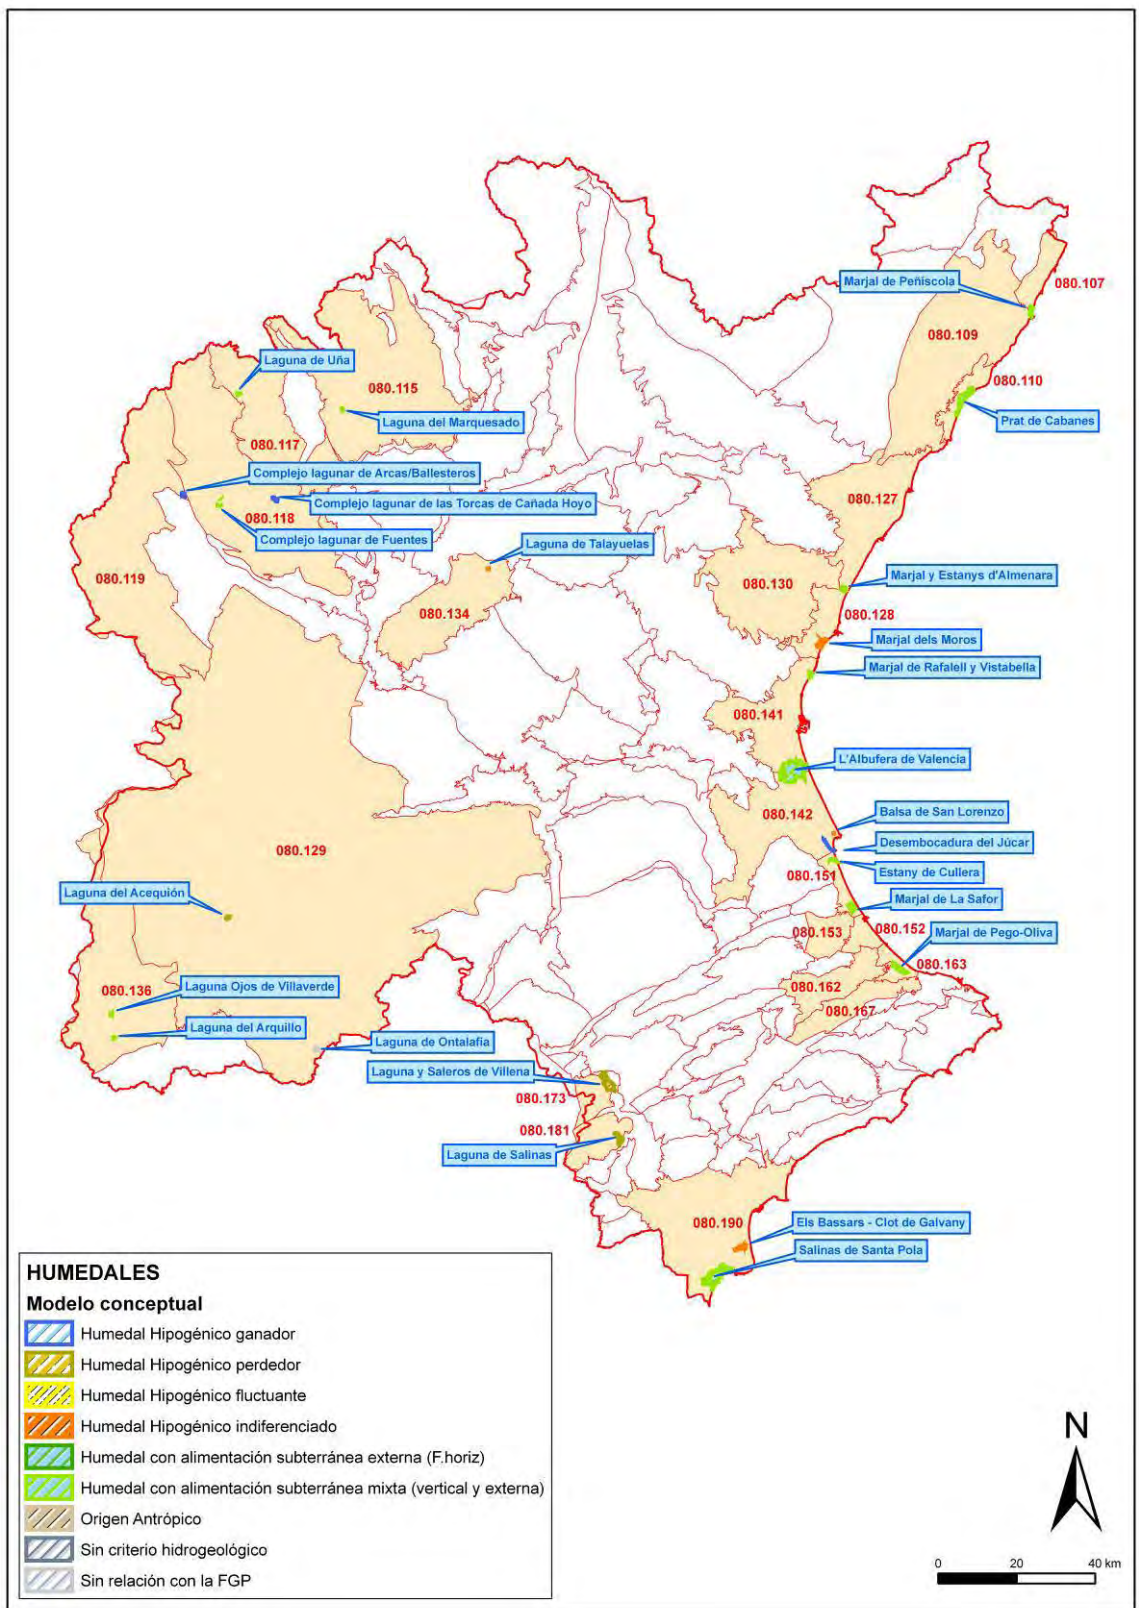 Marjal de Peñíscola
080.107
080.109
Laguna de Uña
080.110
080.115
Laguna del Marquesado
Prat de Cabanes
080.117
Complejo lagunar de Arcas/Ballesteros
080.127
Complejo lagunar de las Torcas de Cañada Hoyo
080.118
Complejo lagunar de Fuentes
Laguna de Talayuelas
080.119
080.130
Marjal y Estanys d'Almenara
080.134
080.128
Marjal dels Moros
Marjal de Rafalell y Vistabella
080.141
L'Albufera de Valencia
080.142
Balsa de San Lorenzo
Desembocadura del Júcar
080.129
080.151
Estany de Cullera
Laguna del Acequión
Marjal de La Safor
080.153
080.152
Marjal de Pego-Oliva
080.163
080.136
Laguna Ojos de Villaverde
080.162
080.167
Laguna del Arquillo
Laguna de Ontalafia
Laguna y Saleros de Villena
080.173
080.181
Laguna de Salinas
080.190
Els Bassars - Clot de Galvany
Salinas de Santa Pola
HUMEDALES
Modelo conceptual
Humedal Hipogénico ganador
Humedal Hipogénico perdedor
Humedal Hipogénico fluctuante
Humedal Hipogénico indiferenciado
Humedal con alimentación subterránea externa (F.horiz)
Humedal con alimentación subterránea mixta (vertical y externa)
Origen Antrópico
Sin criterio hidrogeológico
Sin relación con la FGP
N
0 20 40 km